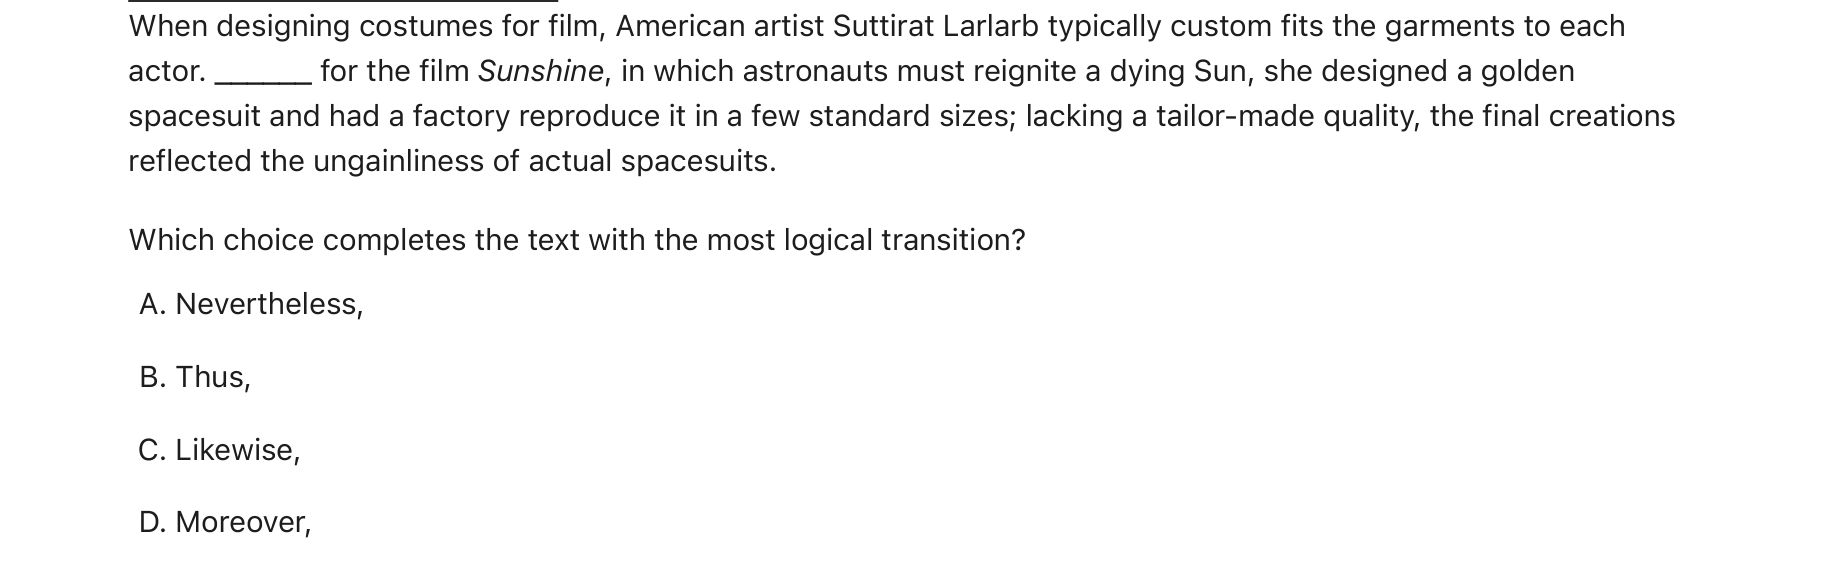 When designing costumes for film, American artist Suttirat Larlarb typically custom fits the garments to each
actor. ______ for the film Sunshine, in which astronauts must reignite a dying Sun, she designed a golden
spacesuit and had a factory reproduce it in a few standard sizes; lacking a tailor-made quality, the final creations
reflected the ungainliness of actual spacesuits.
Which choice completes the text with the most logical transition?
A. Nevertheless,
B. Thus,
C. Likewise,
D. Moreover,